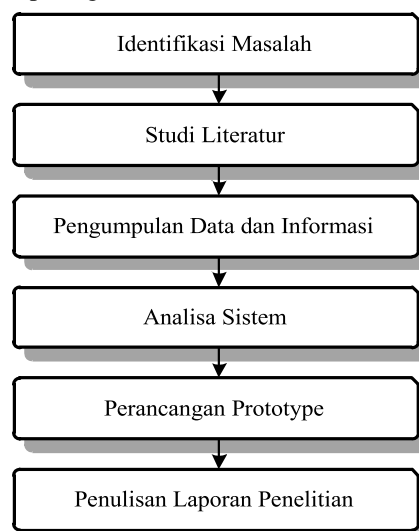 Identifikasi Masalah
Studi Literatur
Pengumpulan Data dan Informasi
Analisa Sistem
Perancangan Prototype
Penulisan Laporan Penelitian